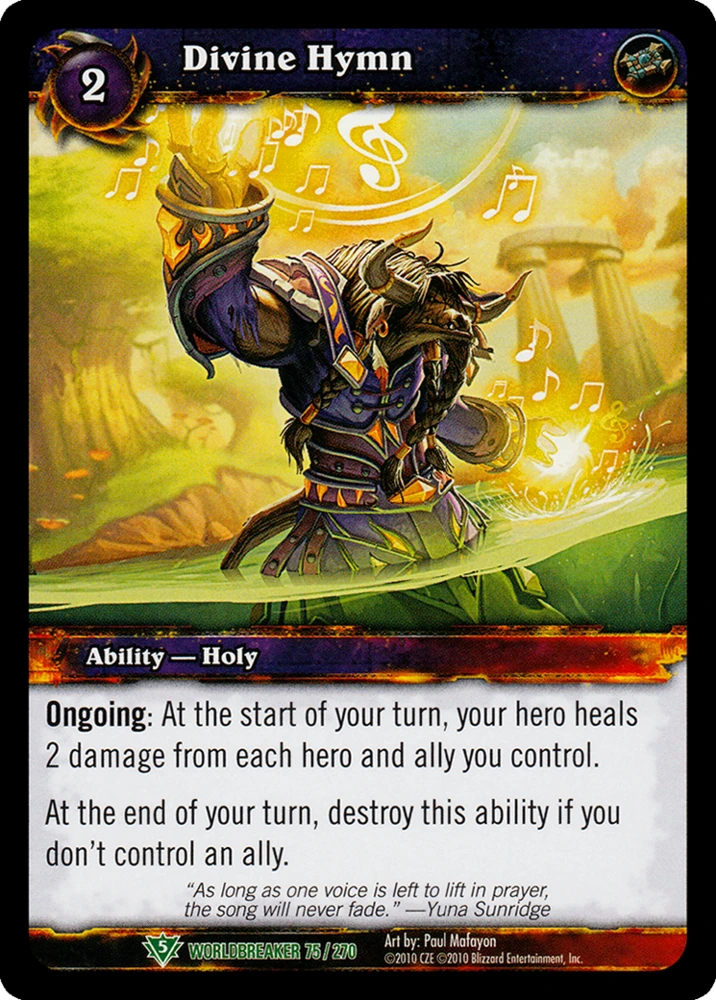 2
Divine Hymn
Ability — Holy
Ongoing: At the start of your turn, your hero heals
2 damage from each hero and ally you control.
At the end of your turn, destroy this ability if you
don't control an ally.
"As long as one voice is left to lift in prayer,
the song will never fade." —Yuna Sunridge
5
WORLDBREAKER 75/270
Art by: Paul Mafayon
©2010 CZE ©2010 Blizzard Entertainment, Inc.